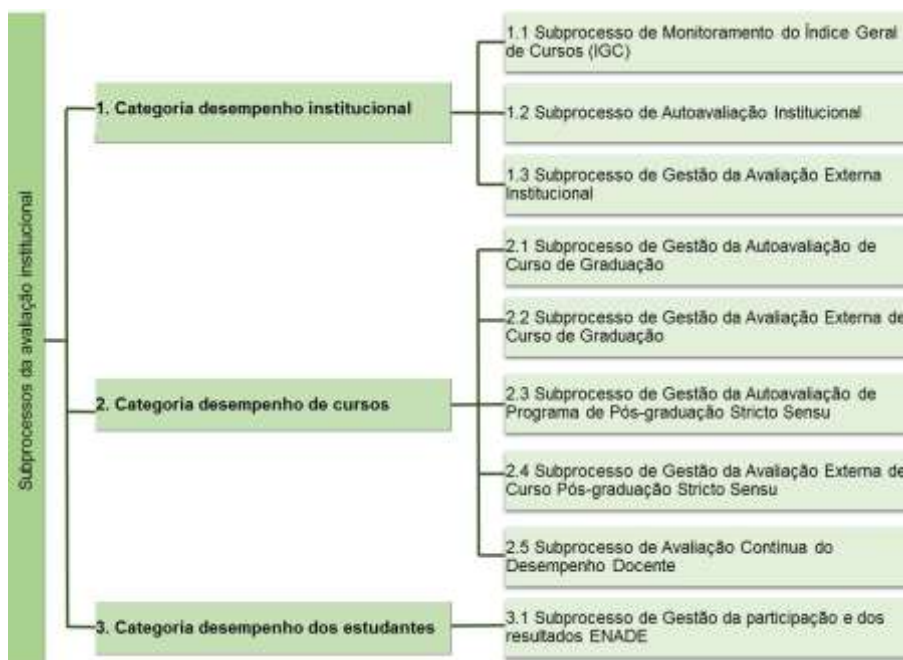 Subprocessos da avaliação institucional
1. Categoria desempenho institucional
1.1 Subprocesso de Monitoramento do Índice Geral
de Cursos (IGC)
1.2 Subprocesso de Autoavaliação Institucional
1.3 Subprocesso de Gestão da Avaliação Externa
Institucional
2. Categoria desempenho de cursos
2.1 Subprocesso de Gestão da Autoavaliação de
Curso de Graduação
2.2 Subprocesso de Gestão da Avaliação Externa de
Curso de Graduação
2.3 Subprocesso de Gestão da Autoavaliação de
Programa de Pós-graduação Stricto Sensu
2.4 Subprocesso de Gestão da Avaliação Externa de
Curso Pós-graduação Stricto Sensu
2.5 Subprocesso de Avaliação Contínua do
Desempenho Docente
3. Categoria desempenho dos estudantes
3.1 Subprocesso de Gestão da participação e dos
resultados ENADE